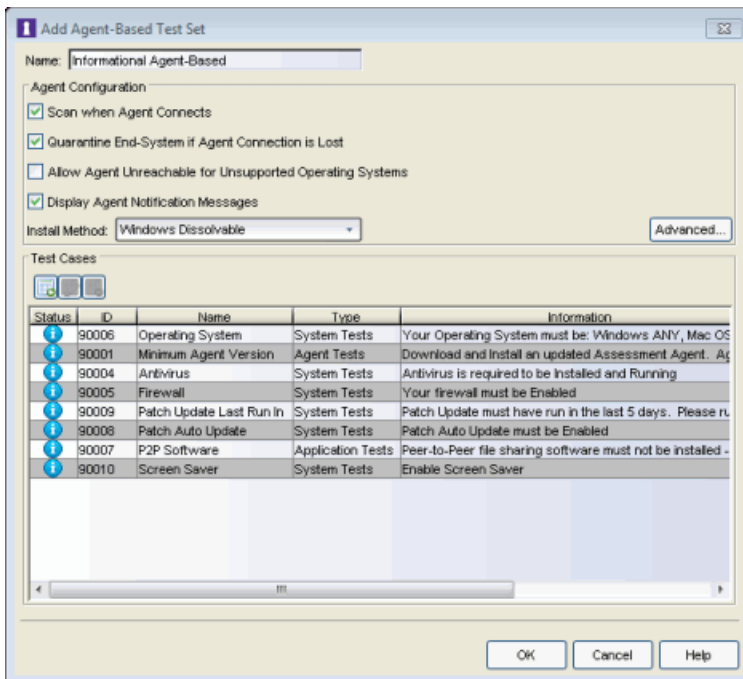 Add Agent-Based Test Set
Name: Informational Agent-Based
Agent Configuration
Scan when Agent Connects
Quarantine End-System if Agent Connection is Lost
Allow Agent Unreachable for Unsupported Operating Systems
Display Agent Notification Messages
Install Method: Windows Dissolvable Advanced...
Test Cases
Status ID Name Type Information
90006 Operating System System Tests Your Operating System must be: Windows ANY, Mac OS
90001 Minimum Agent Version Agent Tests Download and Install an updated Assessment Agent. Ag
90004 Antivirus System Tests Antivirus is required to be Installed and Running
90005 Firewall System Tests Your firewall must be Enabled
90009 Patch Update Last Run In System Tests Patch Update must have run in the last 5 days. Please ru
90008 Patch Auto Update System Tests Patch Auto Update must be Enabled
90007 P2P Software Application Tests Peer-to-Peer file sharing software must not be installed -
90010 Screen Saver System Tests Enable Screen Saver
OK Cancel Help